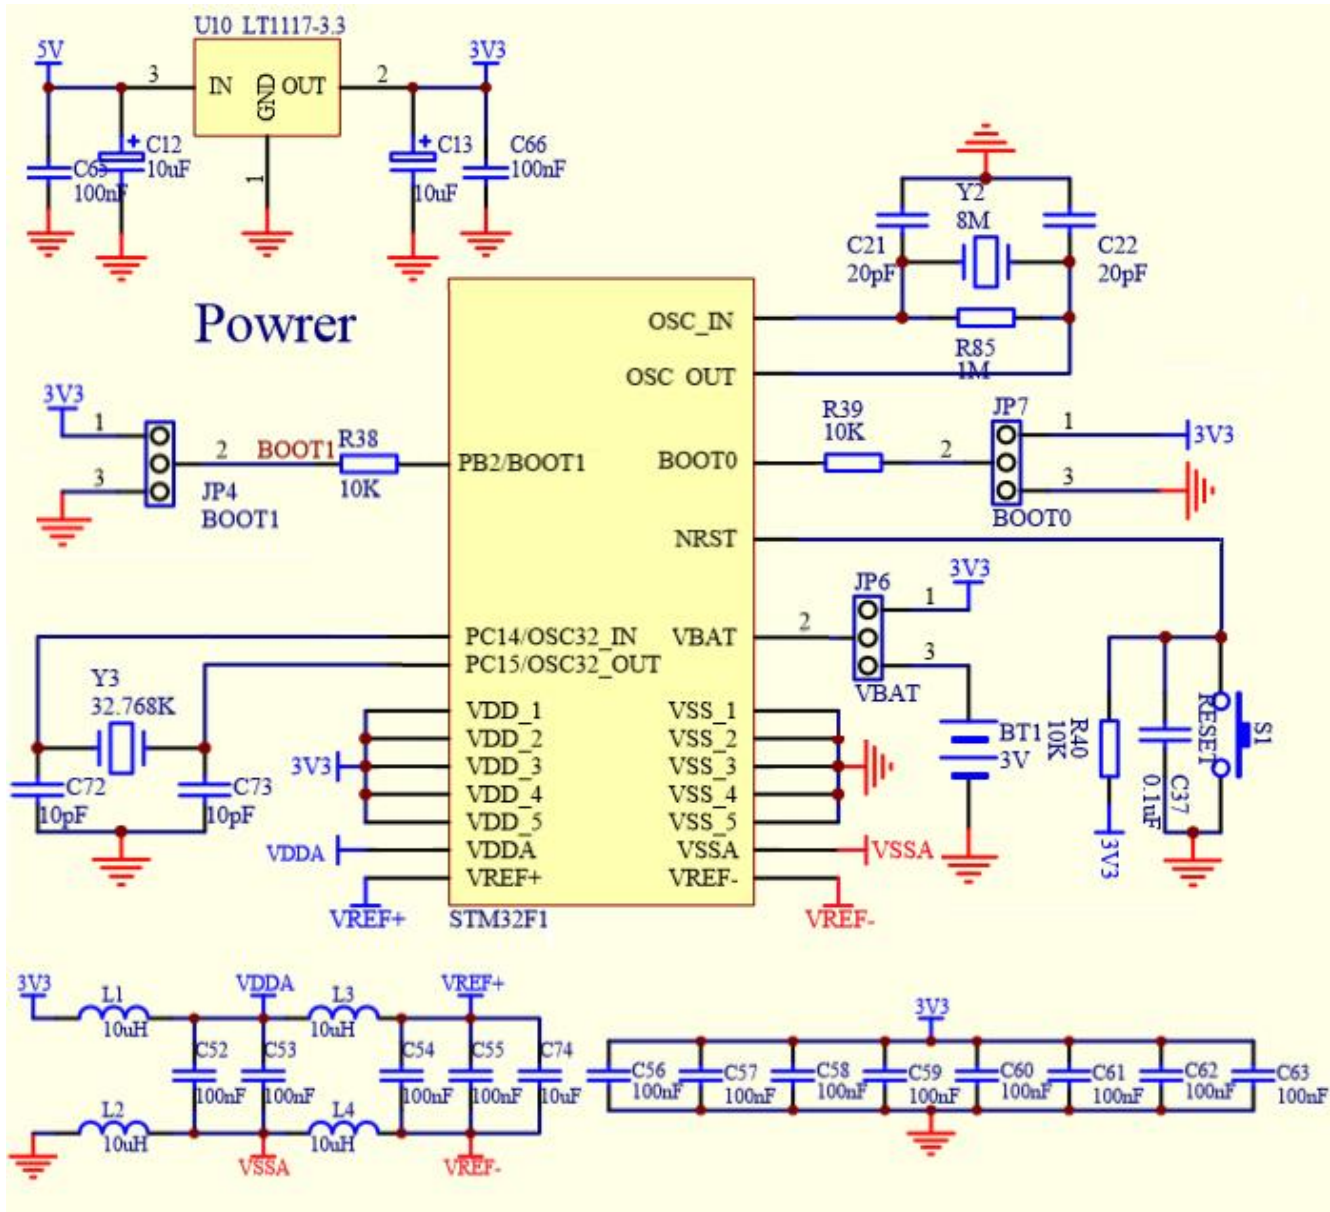 U10 LT1117-3.3
5V
3
IN
GND
OUT
2
3V3
1
C65
100nF
C12
10uF
C13
10uF
C66
100nF
Powrer
Y2
8M
C21
20pF
C22
20pF
R85
1M
OSC_IN
OSC OUT
3V3
1
2
3
BOOT1
R38
10K
JP4
BOOT1
PB2/BOOT1
BOOT0
R39
10K
2
JP7
1
3V3
3
BOOT0
NRST
JP6
1
3V3
2
3
VBAT
VBAT
BT1
3V
R40
10K
3V3
C37
0.1uF
RESET
S1
PC14/OSC32_IN
PC15/OSC32_OUT
Y3
32.768K
C72
10pF
C73
10pF
3V3
VDD_1
VDD_2
VDD_3
VDD_4
VDD_5
VDDA
VDDA
VREF+
VREF+
VSS_1
VSS_2
VSS_3
VSS_4
VSS_5
VSSA
VSSA
VREF-
VREF-
STM32F1
3V3
L1
10uH
VDDA
L3
10uH
VREF+
C52
100nF
C53
100nF
C54
100nF
C55
100nF
C74
10uF
L2
10uH
VSSA
L4
10uH
VREF-
3V3
C56
100nF
C57
100nF
C58
100nF
C59
100nF
C60
100nF
C61
100nF
C62
100nF
C63
100nF